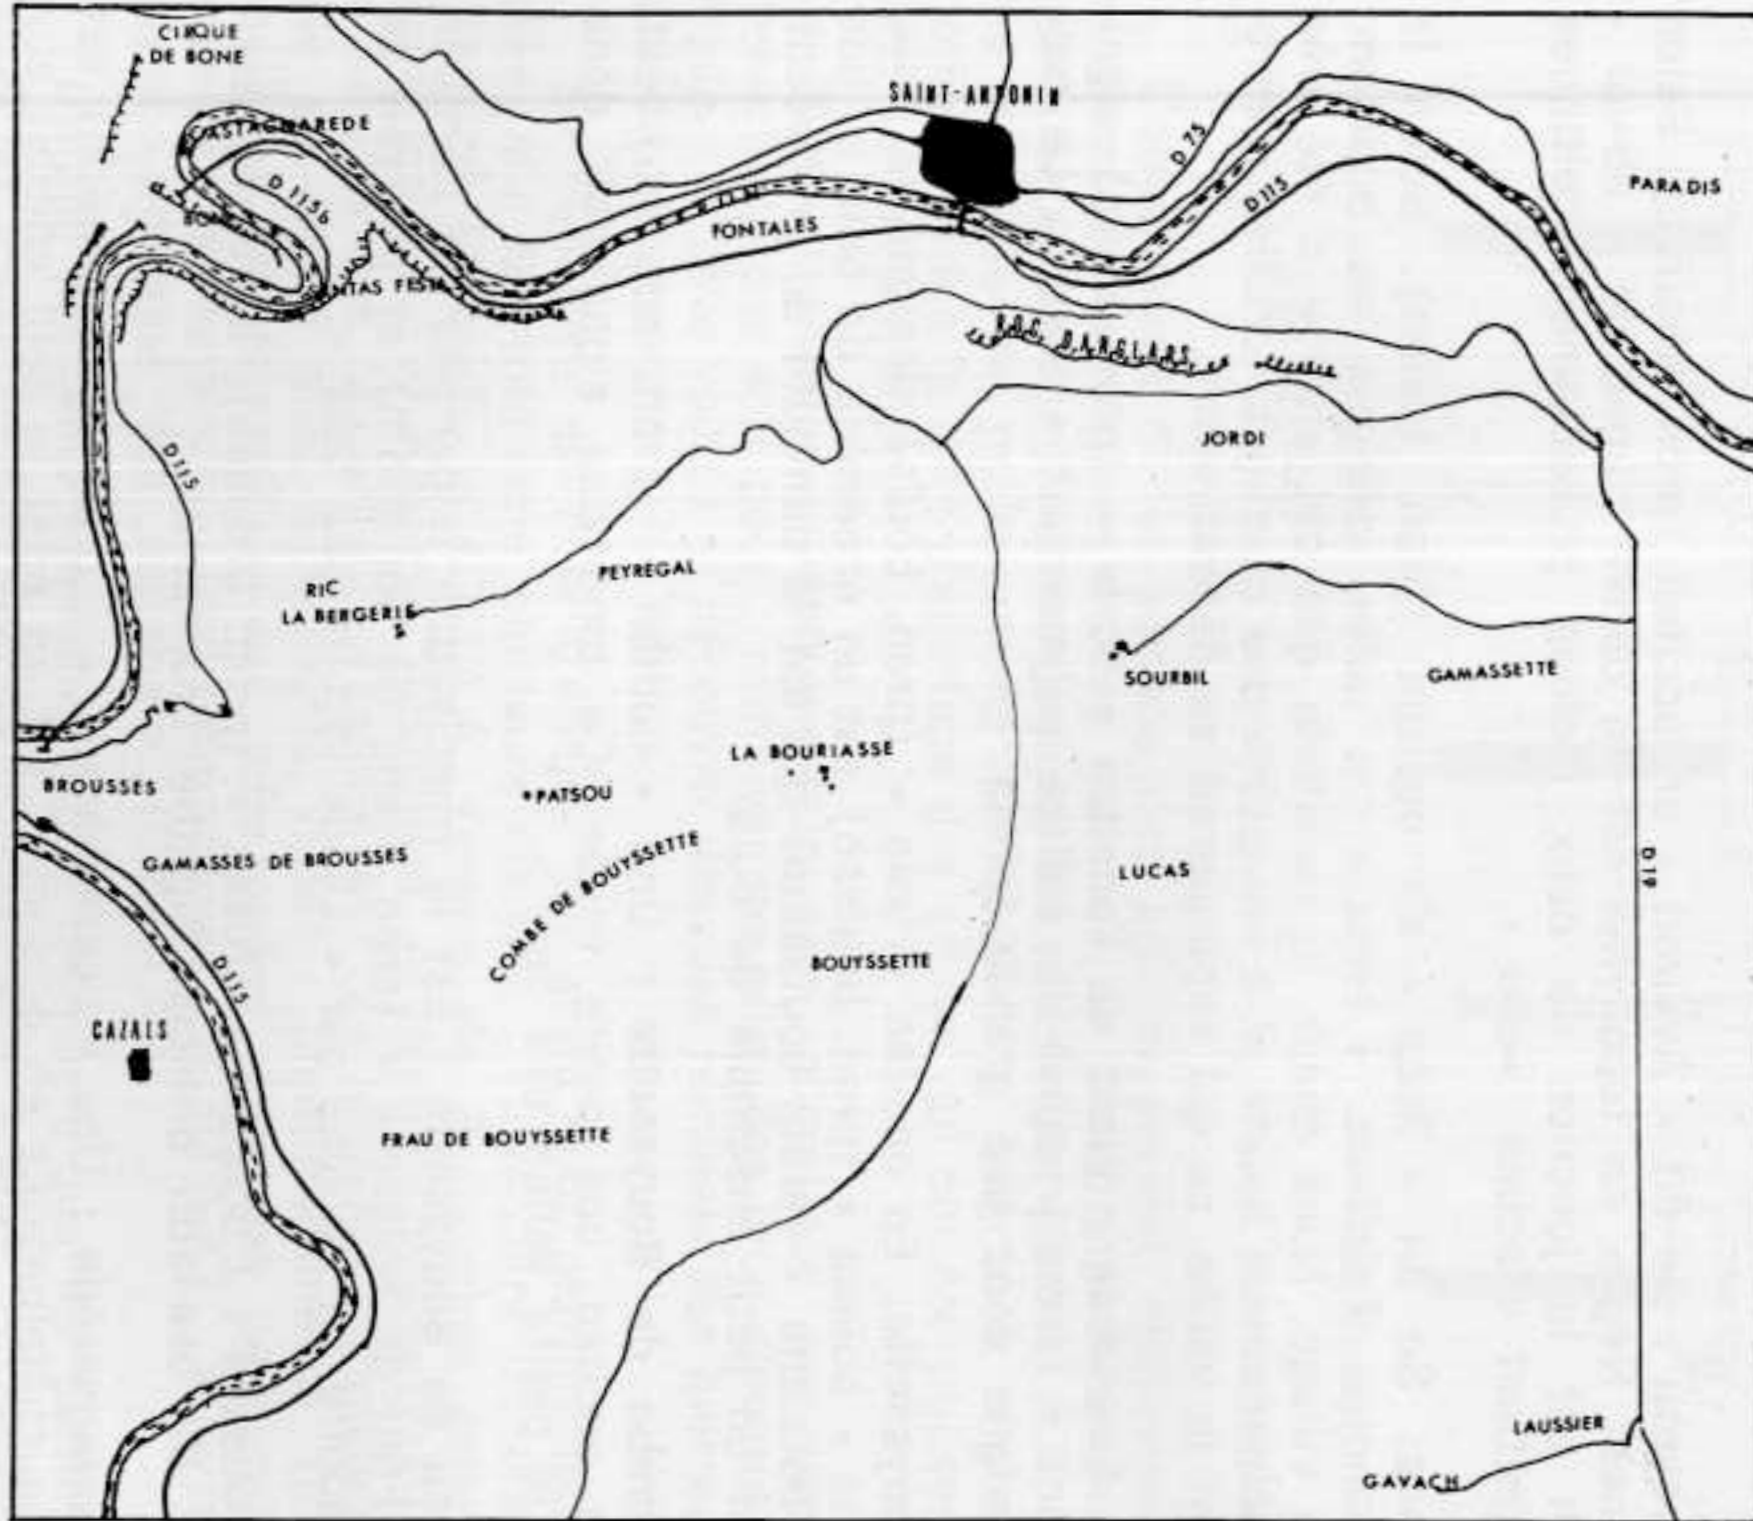 CIRQUE
DE BONE
SAINT-ANTONIN
CASTAGNAREDE
D 75
D 115b
D 115
PARADIS
FONTALES
ROC DANGLARS
JORDI
D 115
PEYREGAL
RIC
LA BERGERIE
SOURBIL
GAMASSETTE
LA BOURIASSE
BROUSSES
PATSOU
GAMASSES DE BROUSSES
COMBE DE BOUYSSETTE
LUCAS
D 19
BOUYSSETTE
D 115
CAZALS
FRAU DE BOUYSSETTE
LAUSSIER
GAVACH